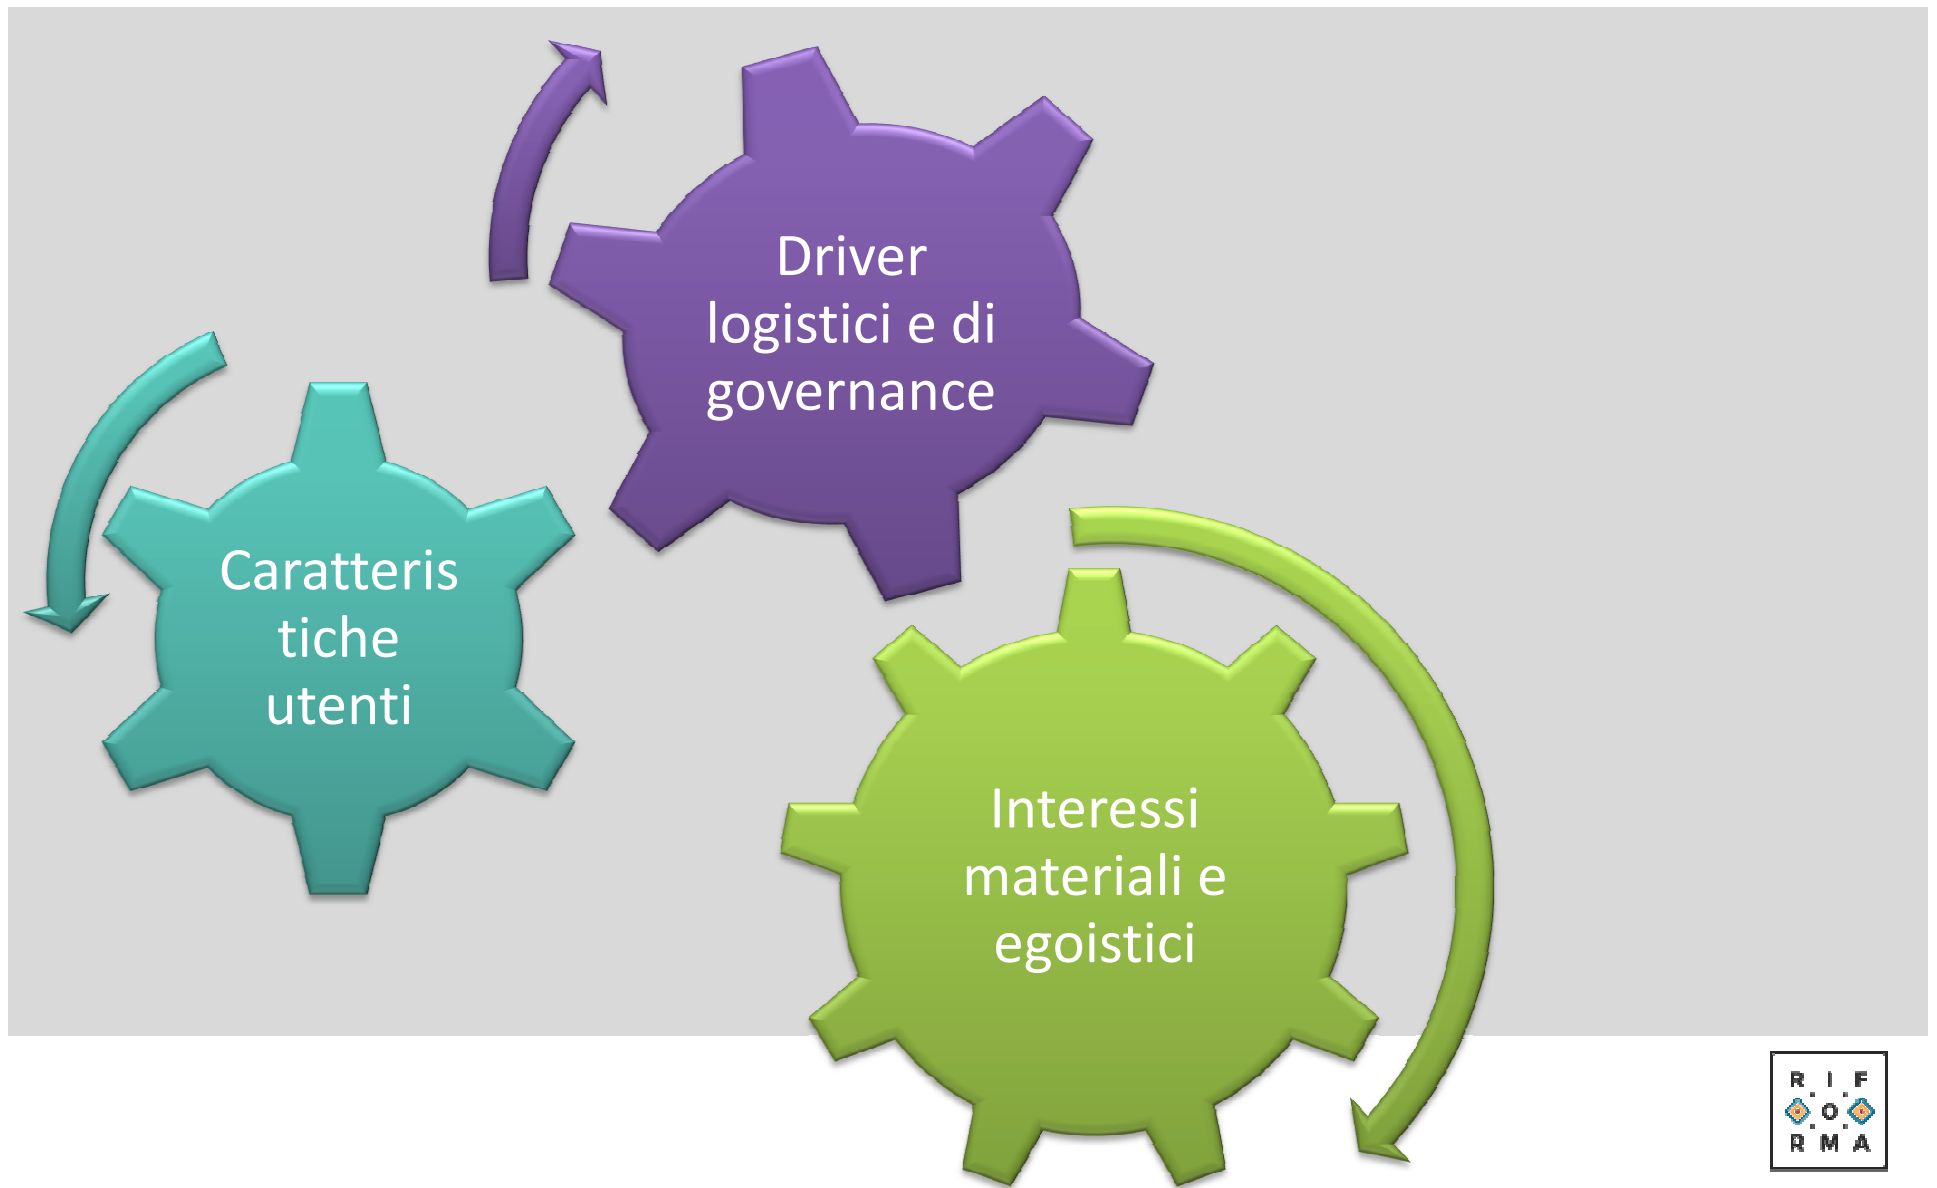 Driver
logistici e di
governance
Caratteris
tiche
utenti
Interessi
materiali e
egoistici
R I F
O
R M A